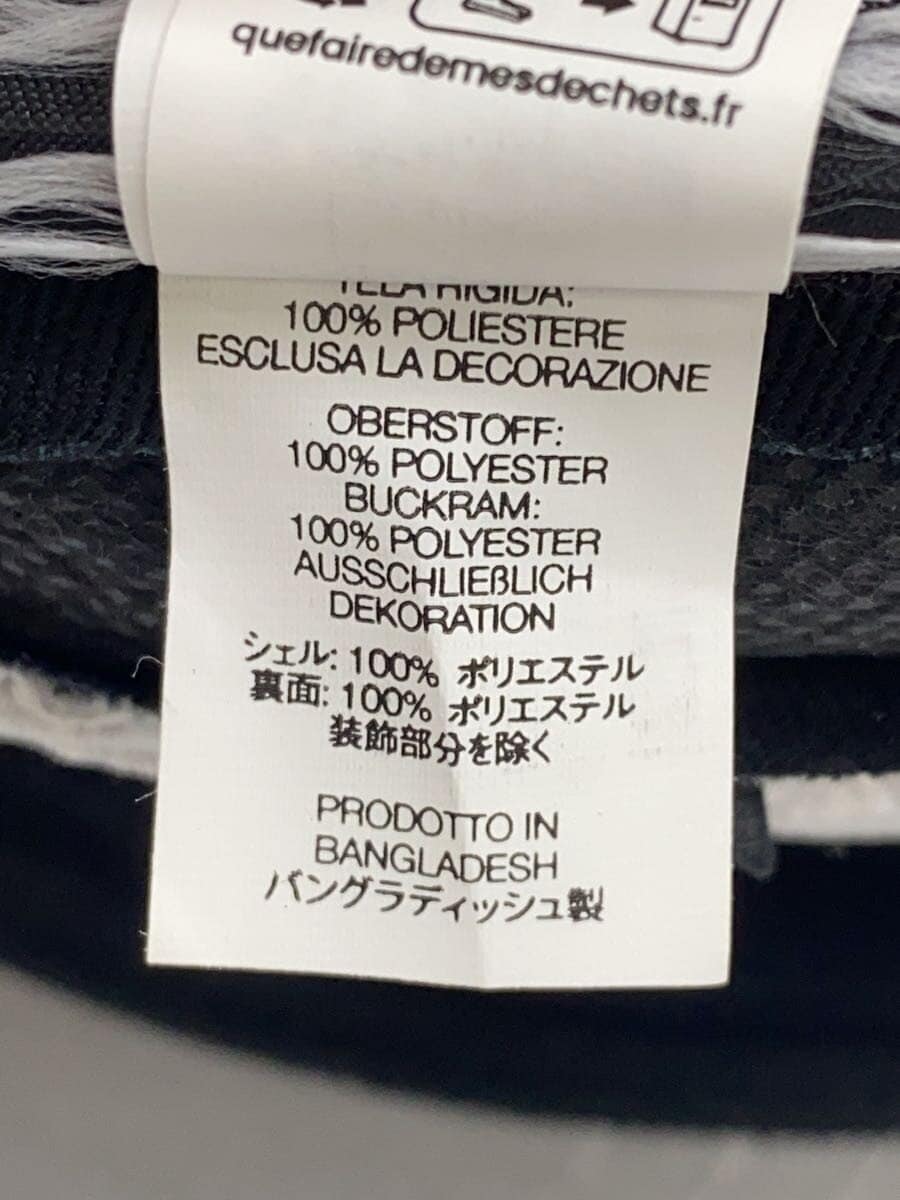 quefairedemesdechets.fr
TELA RIGIDA:
100% POLIESTERE
ESCLUSA LA DECORAZIONE
OBERSTOFF:
100% POLYESTER
BUCKRAM:
100% POLYESTER
AUSSCHLIEßLICH
DEKORATION
シェル: 100% ポリエステル
裏面: 100% ポリエステル
装飾部分を除く
PRODOTTO IN
BANGLADESH
バングラディッシュ製